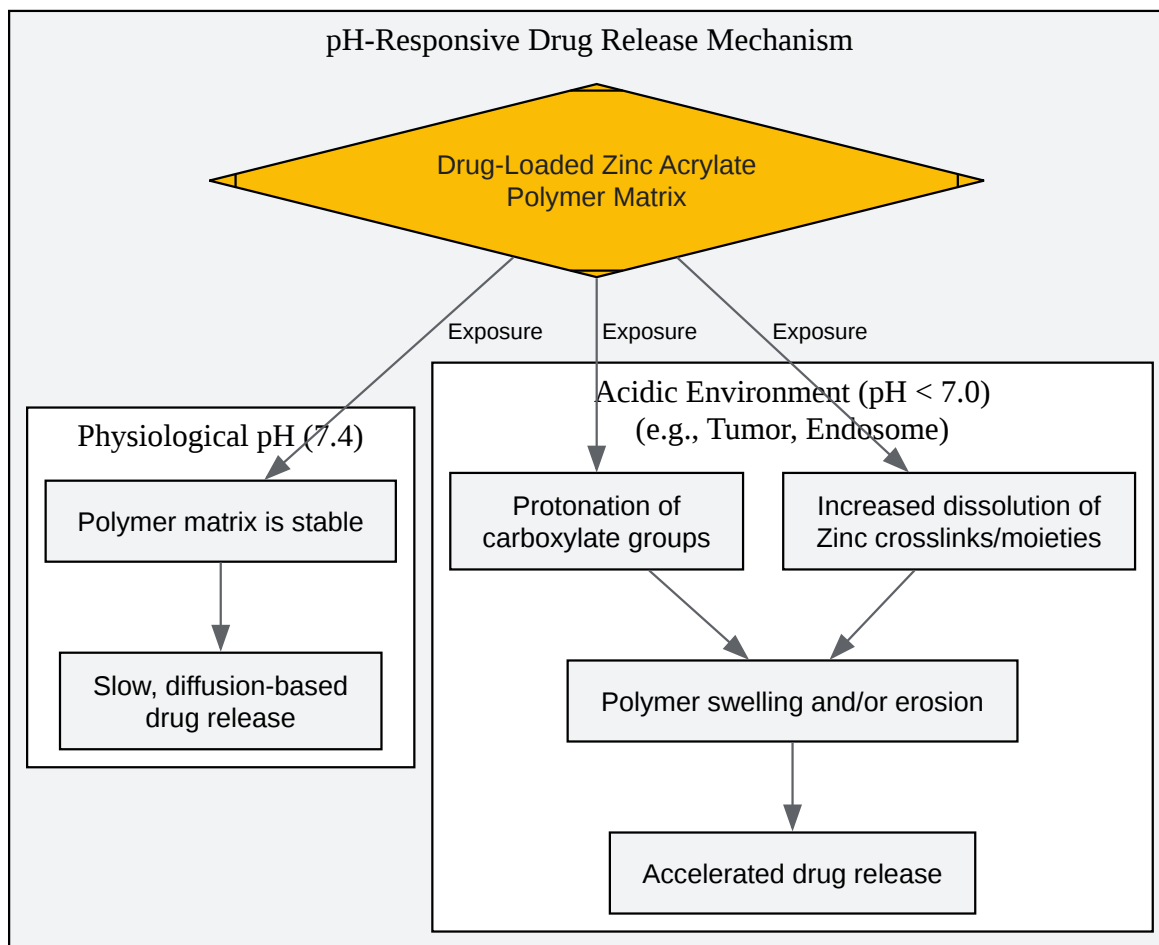 pH-Responsive Drug Release Mechanism
Drug-Loaded Zinc Acrylate
Polymer Matrix
Exposure
Exposure
Exposure
Physiological pH (7.4)
Polymer matrix is stable
Slow, diffusion-based
drug release
Acidic Environment (pH < 7.0)
(e.g., Tumor, Endosome)
Protonation of
carboxylate groups
Increased dissolution of
Zinc crosslinks/moieties
Polymer swelling and/or erosion
Accelerated drug release